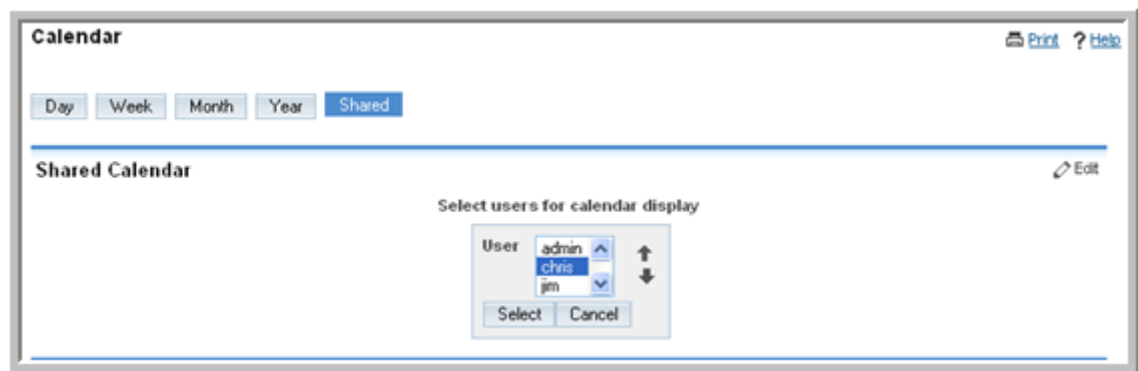 Calendar
Print ? Help
Day Week Month Year Shared
Shared Calendar
Edit
Select users for calendar display
User
admin
chris
jim
Select Cancel